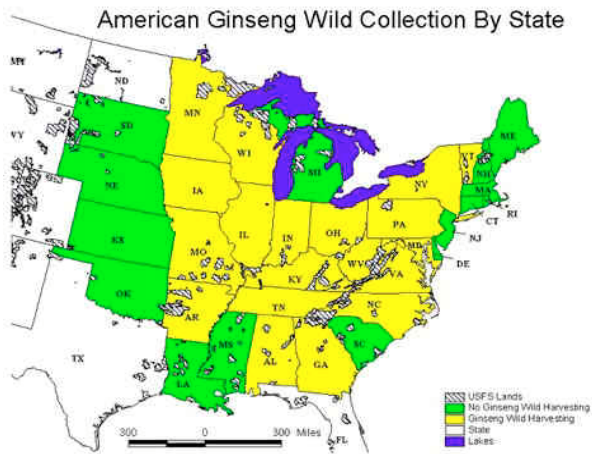 American Ginseng Wild Collection By State
ND
MN
ME
SD
WI
VT
NH
MI
NY
MA
NE
IA
PA
CT
RI
IL
IN
OH
NJ
MD
KS
MO
WV
VA
DE
KY
OK
TN
NC
AR
SC
MS
AL
GA
TX
LA
FL
USFS Lands
No Ginseng Wild Harvesting
Ginseng Wild Harvesting
State
Lakes
300 0 300 Miles